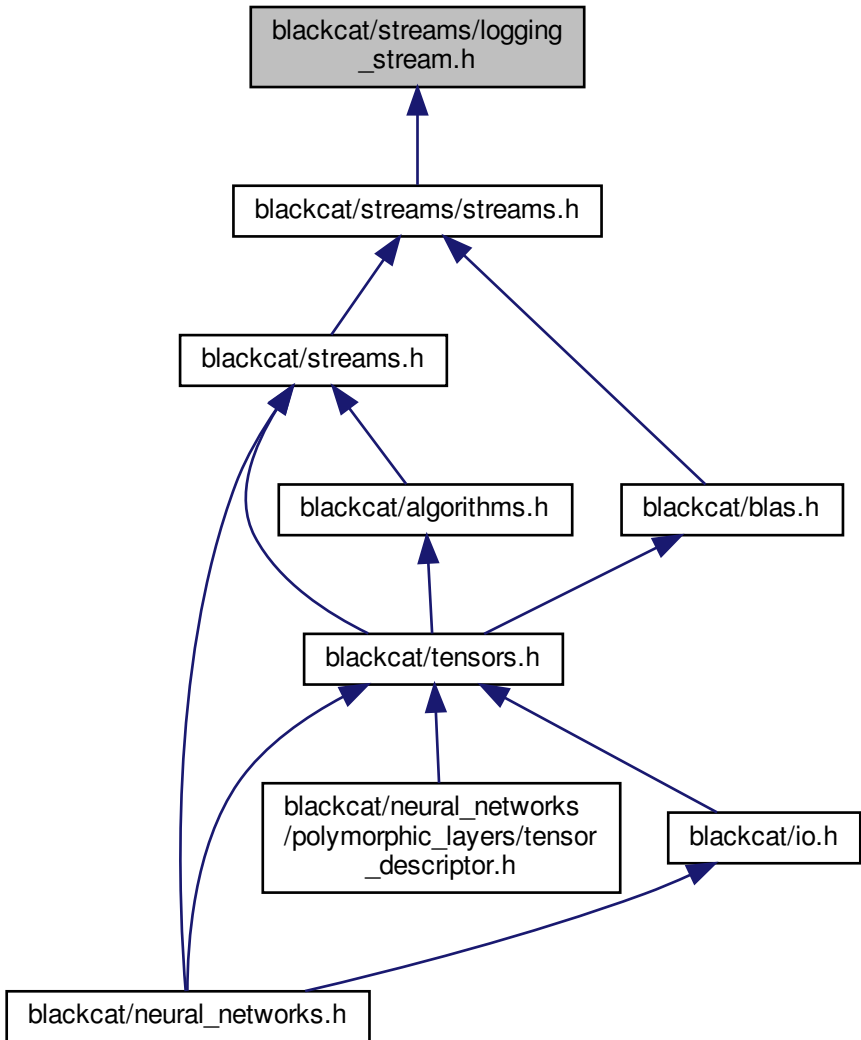 blackcat/streams/logging
_stream.h
blackcat/streams/streams.h
blackcat/streams.h
blackcat/algorithms.h
blackcat/blas.h
blackcat/tensors.h
blackcat/neural_networks
/polymorphic_layers/tensor
_descriptor.h
blackcat/io.h
blackcat/neural_networks.h